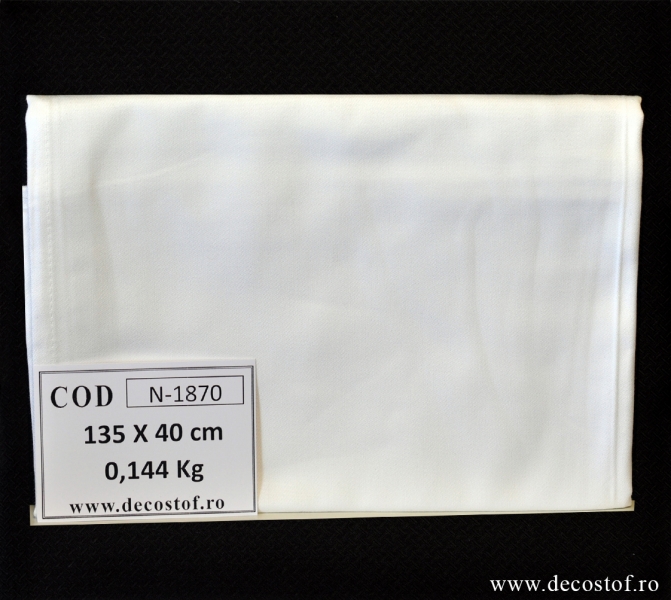 COD N-1870
135 X 40 cm
0,144 Kg
www.decostof.ro
www.decostof.ro